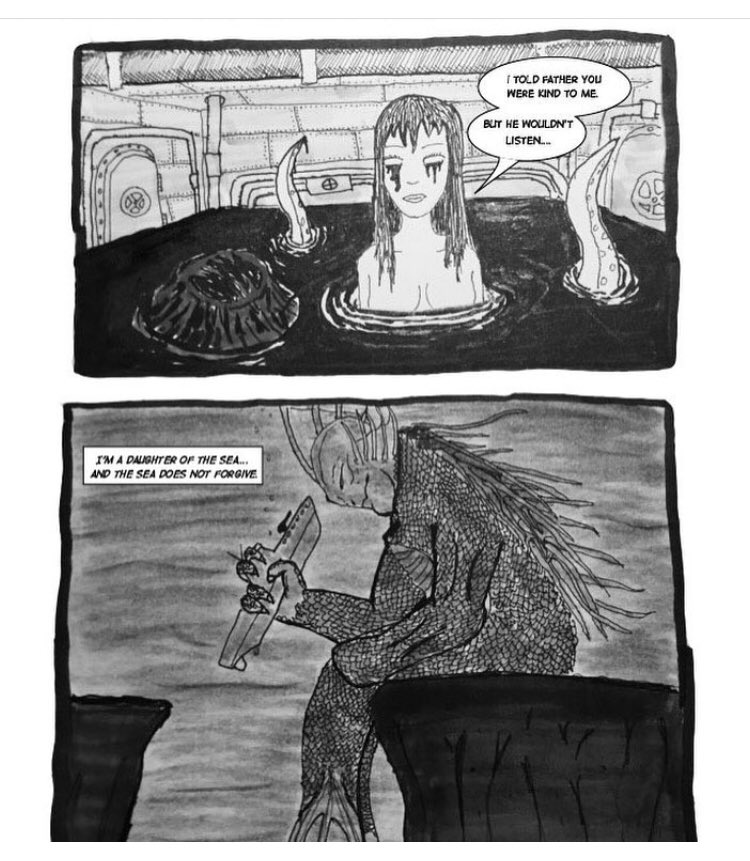 I TOLD FATHER YOU
WERE KIND TO ME.
BUT HE WOULDN'T
LISTEN....
I'M A DAUGHTER OF THE SEA...
AND THE SEA DOES NOT FORGIVE.